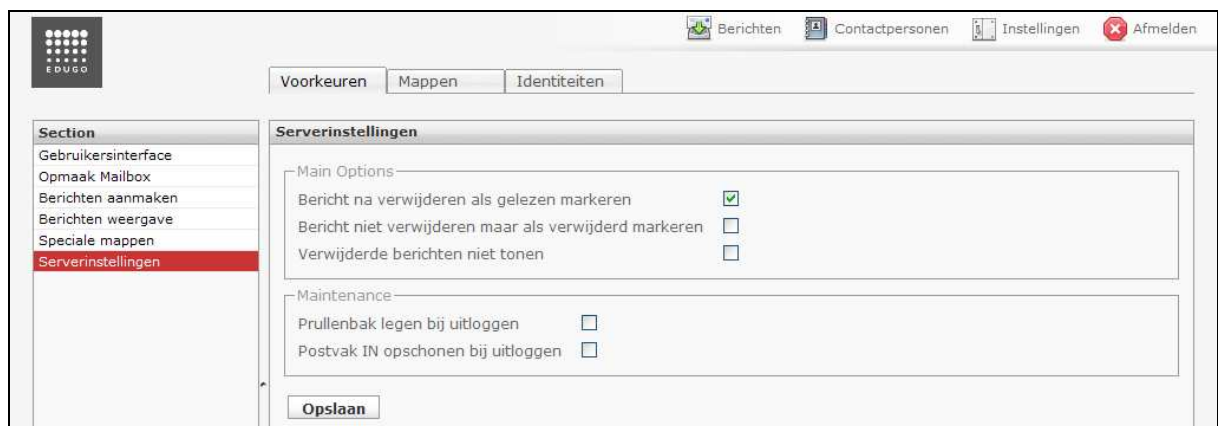 EDUGO
Berichten Contactpersonen Instellingen Afmelden
Voorkeuren Mappen Identiteiten
Section
Gebruikersinterface
Opmaak Mailbox
Berichten aanmaken
Berichten weergave
Speciale mappen
Serverinstellingen
Serverinstellingen
Main Options
Bericht na verwijderen als gelezen markeren
Bericht niet verwijderen maar als verwijderd markeren
Verwijderde berichten niet tonen
Maintenance
Prullenbak legen bij uitloggen
Postvak IN opschonen bij uitloggen
Opslaan